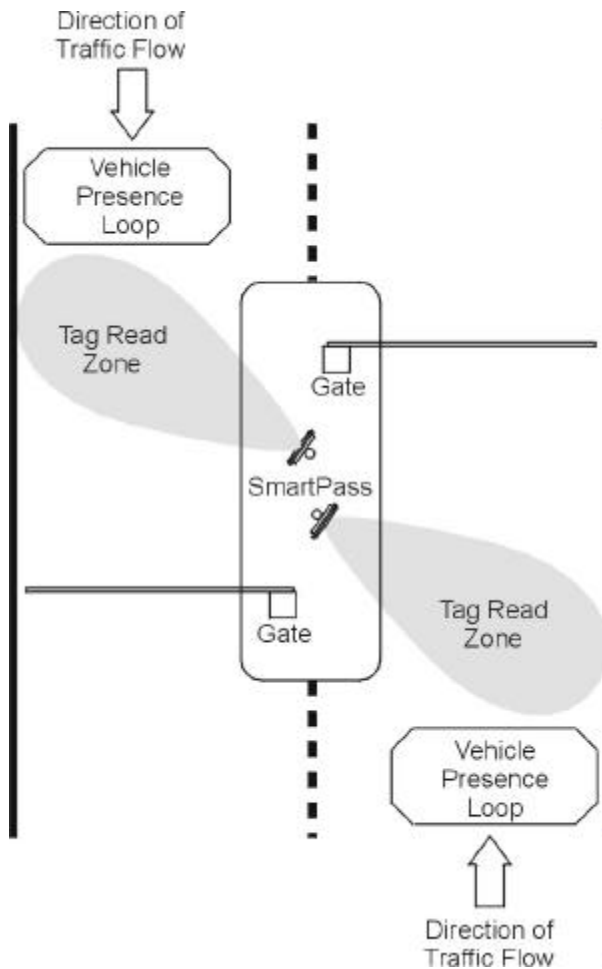 Direction of
Traffic Flow
Vehicle
Presence
Loop
Tag Read
Zone
Gate
SmartPass
Gate
Tag Read
Zone
Vehicle
Presence
Loop
Direction of
Traffic Flow